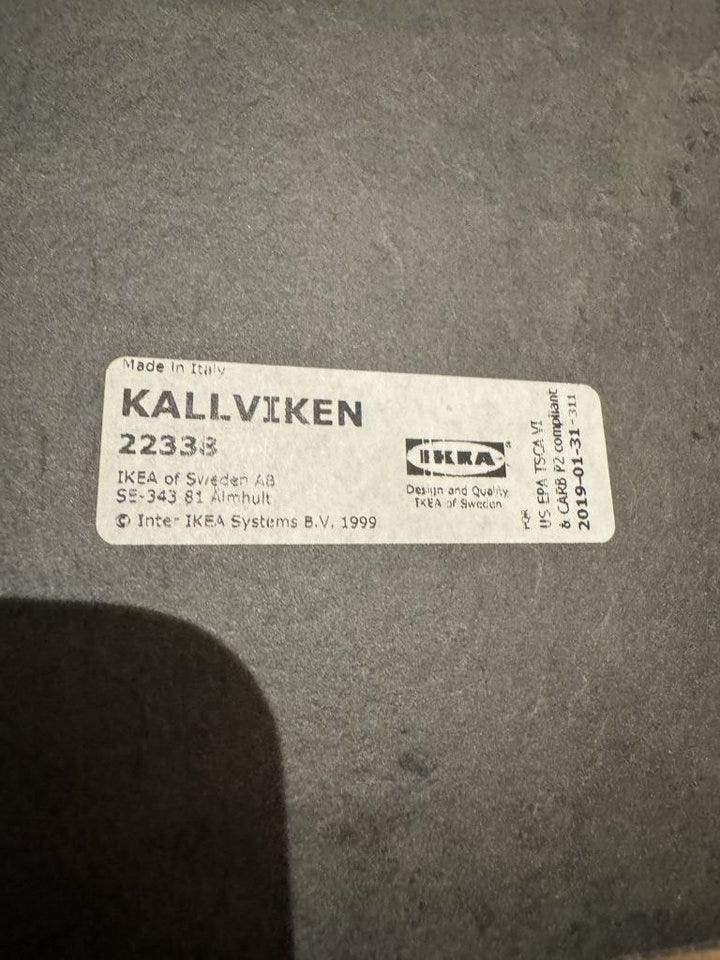 Made in Italy
KALLVIKEN
22338
IKEA of Sweden AB
SE-343 81 Älmhult
© Inter IKEA Systems B.V. 1999
IKEA
Design and Quality
IKEA of Sweden
US EPA TSCA VI
& CARB P2 compliant
2019-01-31-311